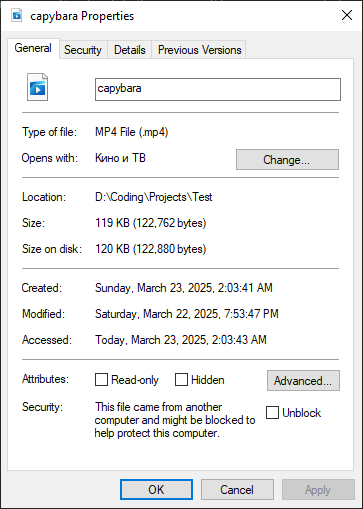 capybara Properties
General Security Details Previous Versions
capybara
Type of file: MP4 File (.mp4)
Opens with: Кино и ТВ Change...
Location: D:\Coding\Projects\Test
Size: 119 KB (122,762 bytes)
Size on disk: 120 KB (122,880 bytes)
Created: Sunday, March 23, 2025, 2:03:41 AM
Modified: Saturday, March 22, 2025, 7:53:47 PM
Accessed: Today, March 23, 2025, 2:03:43 AM
Attributes: Read-only Hidden Advanced...
Security: This file came from another
computer and might be blocked to
help protect this computer.
Unblock
OK Cancel Apply